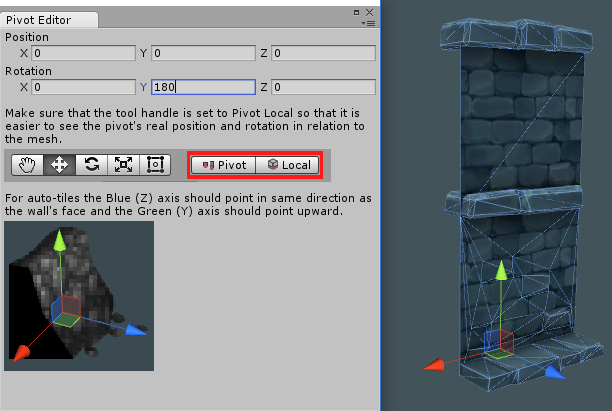 Pivot Editor
Position
X 0 Y 0 Z 0
Rotation
X 0 Y 180 Z 0
Make sure that the tool handle is set to Pivot Local so that it is
easier to see the pivot's real position and rotation in relation to
the mesh.
Pivot Local
For auto-tiles the Blue (Z) axis should point in same direction as
the wall's face and the Green (Y) axis should point upward.